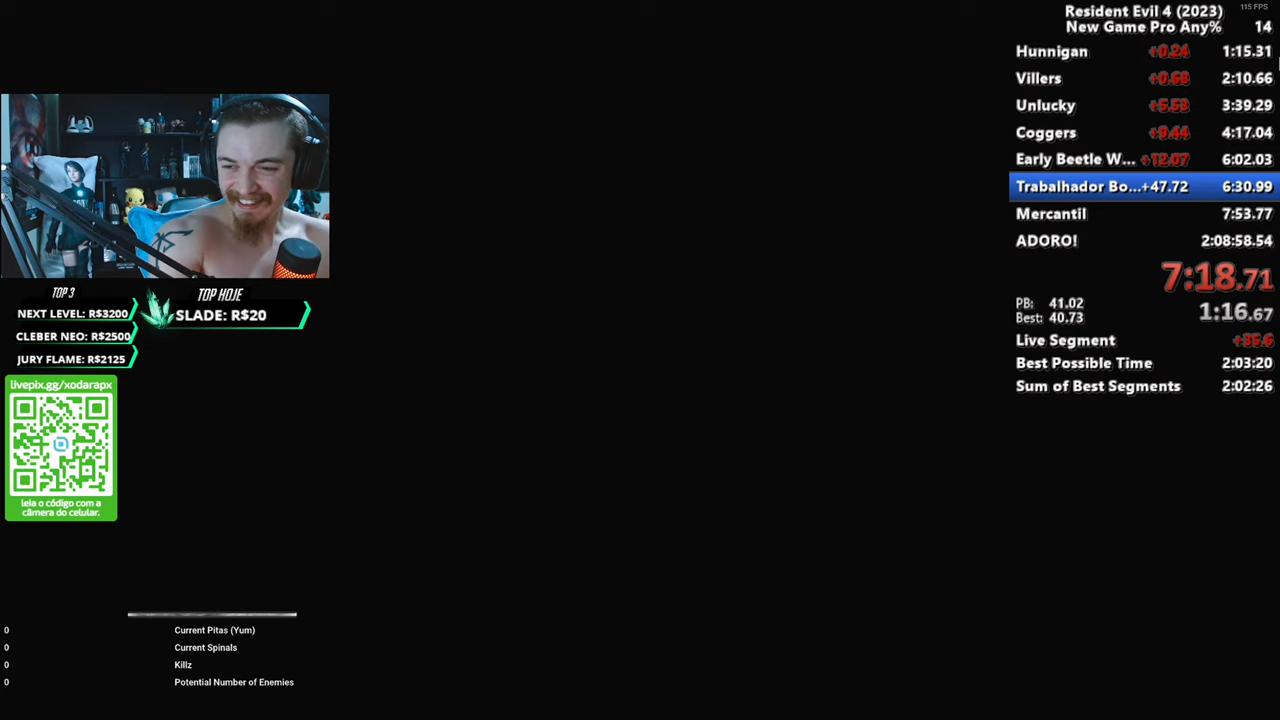 115 FPS
Resident Evil 4 (2023)
New Game Pro Any% 14
Hunnigan +0.24 1:15.31
Villers +0.68 2:10.66
Unlucky +5.53 3:39.29
Coggers +9.44 4:17.04
Early Beetle W... +12.07 6:02.03
Trabalhador Bo...+47.72 6:30.99
Mercantil 7:53.77
ADORO! 2:08:58.54
7:18.71
PB: 41.02
Best: 40.73
1:16.67
Live Segment +35.6
Best Possible Time 2:03:20
Sum of Best Segments 2:02:26
TOP 3
NEXT LEVEL: R$3200
CLEBER NEO: R$2500
JURY FLAME: R$2125
TOP HOJE
SLADE: R$20
livepix.gg/xodarapx
leia o código com a
câmera do celular.
0 Current Pitas (Yum)
0 Current Spinals
0 Killz
0 Potential Number of Enemies